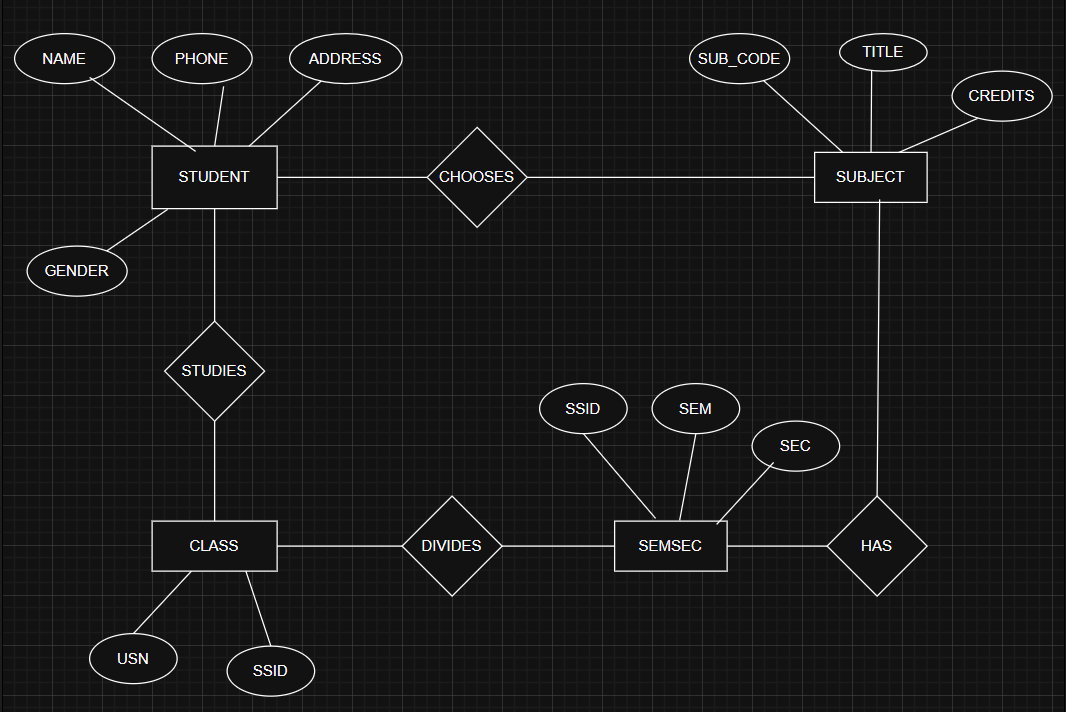 NAME
PHONE
ADDRESS
SUB_CODE
TITLE
CREDITS
STUDENT
CHOOSES
SUBJECT
GENDER
STUDIES
SSID
SEM
SEC
CLASS
DIVIDES
SEMSEC
HAS
USN
SSID